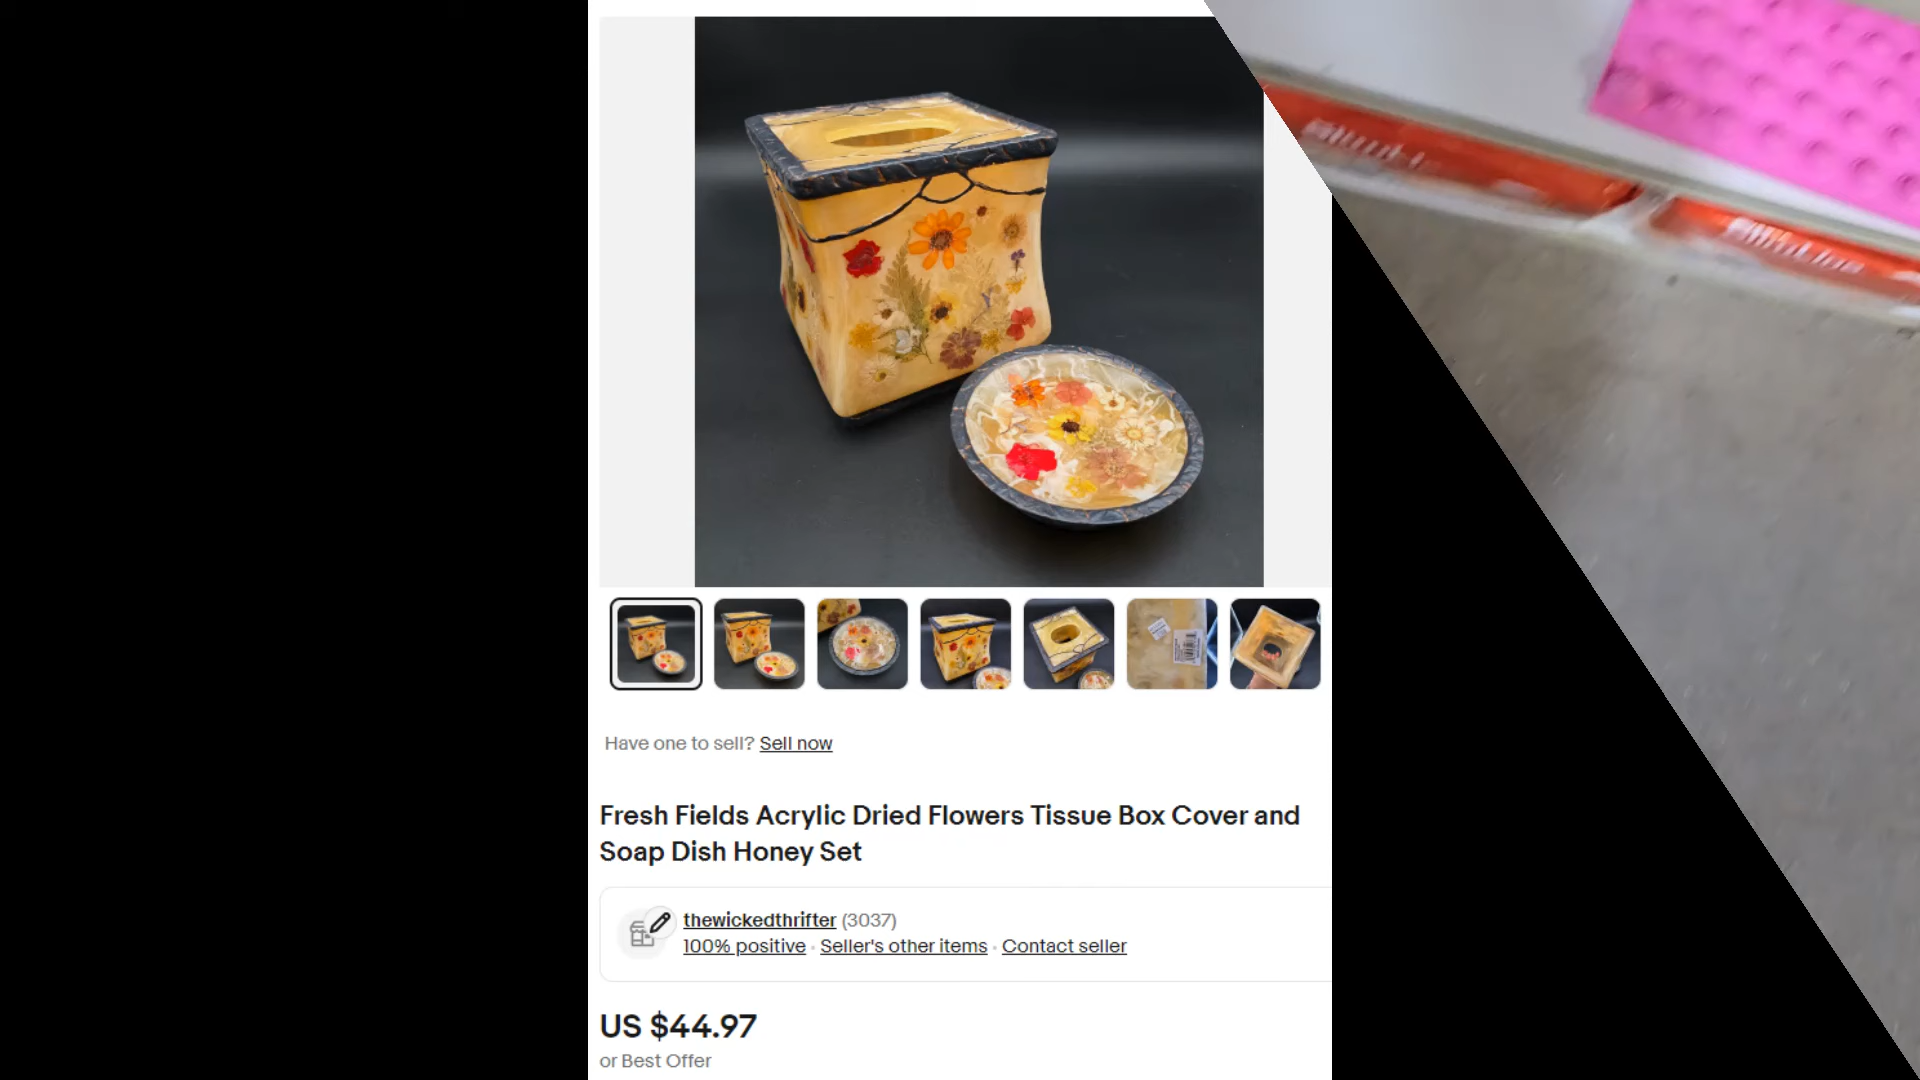 Have one to sell? Sell now
Fresh Fields Acrylic Dried Flowers Tissue Box Cover and
Soap Dish Honey Set
thewickedthrifter (3037)
100% positive · Seller's other items · Contact seller
US $44.97
or Best Offer